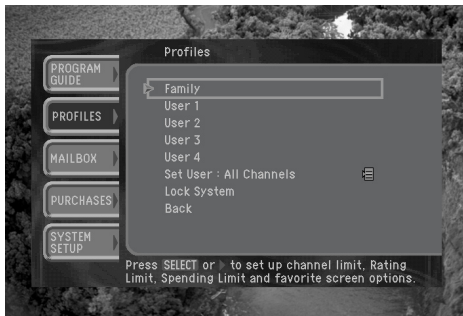 Profiles
PROGRAM
GUIDE
PROFILES
MAILBOX
PURCHASES
SYSTEM
SETUP
Family
User 1
User 2
User 3
User 4
Set User : All Channels
Lock System
Back
Press SELECT or to set up channel limit, Rating
Limit, Spending Limit and favorite screen options.